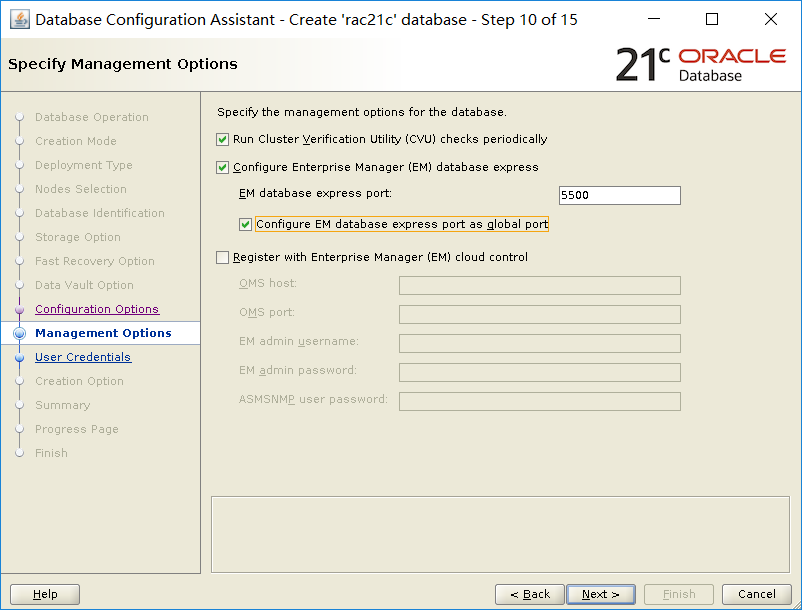 Database Configuration Assistant - Create 'rac21c' database - Step 10 of 15
Specify Management Options
21c ORACLE
Database
Database Operation
Creation Mode
Deployment Type
Nodes Selection
Database Identification
Storage Option
Fast Recovery Option
Data Vault Option
Configuration Options
Management Options
User Credentials
Creation Option
Summary
Progress Page
Finish
Specify the management options for the database.
Run Cluster Verification Utility (CVU) checks periodically
Configure Enterprise Manager (EM) database express
EM database express port: 5500
Configure EM database express port as global port
Register with Enterprise Manager (EM) cloud control
OMS host:
OMS port:
EM admin username:
EM admin password:
ASMSNMP user password:
Help
< Back
Next >
Finish
Cancel